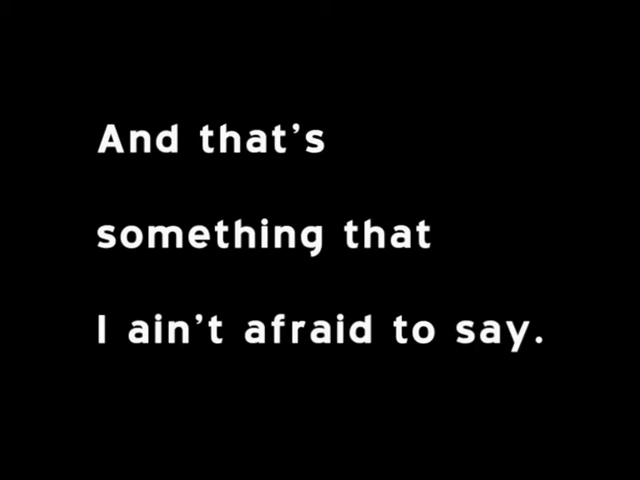 And that's
something that
I ain't afraid to say.